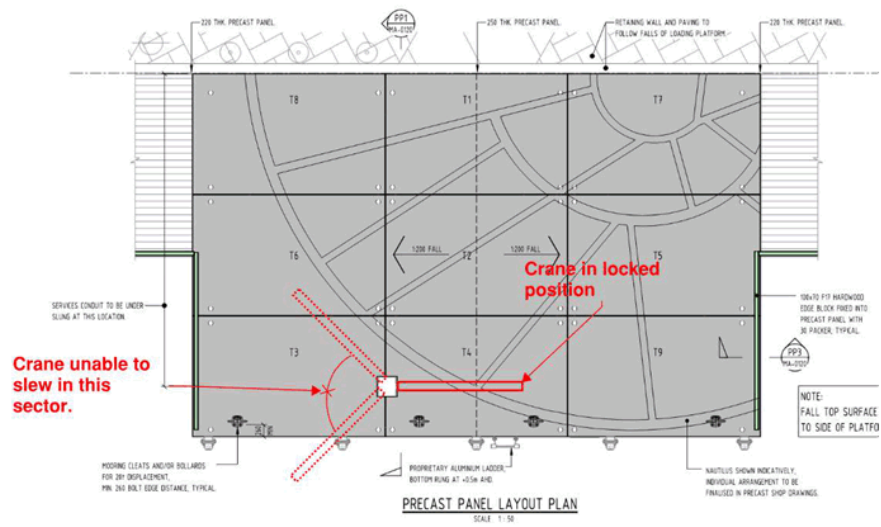 PP1
MA-0120
220 THK. PRECAST PANEL
250 THK. PRECAST PANEL.
RETAINING WALL AND PAVING TO
FOLLOW FALLS OF LOADING PLATFORM.
220 THK. PRECAST PANEL.
T8
T1
T7
T6
1:200 FALL
1:200 FALL
T2
T5
Crane in locked
position
SERVICES CONDUIT TO BE UNDER
SLUNG AT THIS LOCATION.
100x70 F17 HARDWOOD
EDGE BLOCK FIXED INTO
PRECAST PANEL WITH
30 PACKER, TYPICAL.
Crane unable to
slew in this
sector.
T3
T4
T9
PP3
MA-0120
NOTE:
FALL TOP SURFACE
TO SIDE OF PLATFO
MIN
MOORING CLEATS AND/OR BOLLARDS
FOR 20t DISPLACEMENT,
MIN. 260 BOLT EDGE DISTANCE, TYPICAL.
PROPRIETARY ALUMINIUM LADDER,
BOTTOM RUNG AT +0.5m AHD.
NAUTILUS SHOWN INDICATIVELY,
INDIVIDUAL ARRANGEMENT TO BE
FINALISED IN PRECAST SHOP DRAWINGS.
PRECAST PANEL LAYOUT PLAN
SCALE 1:50